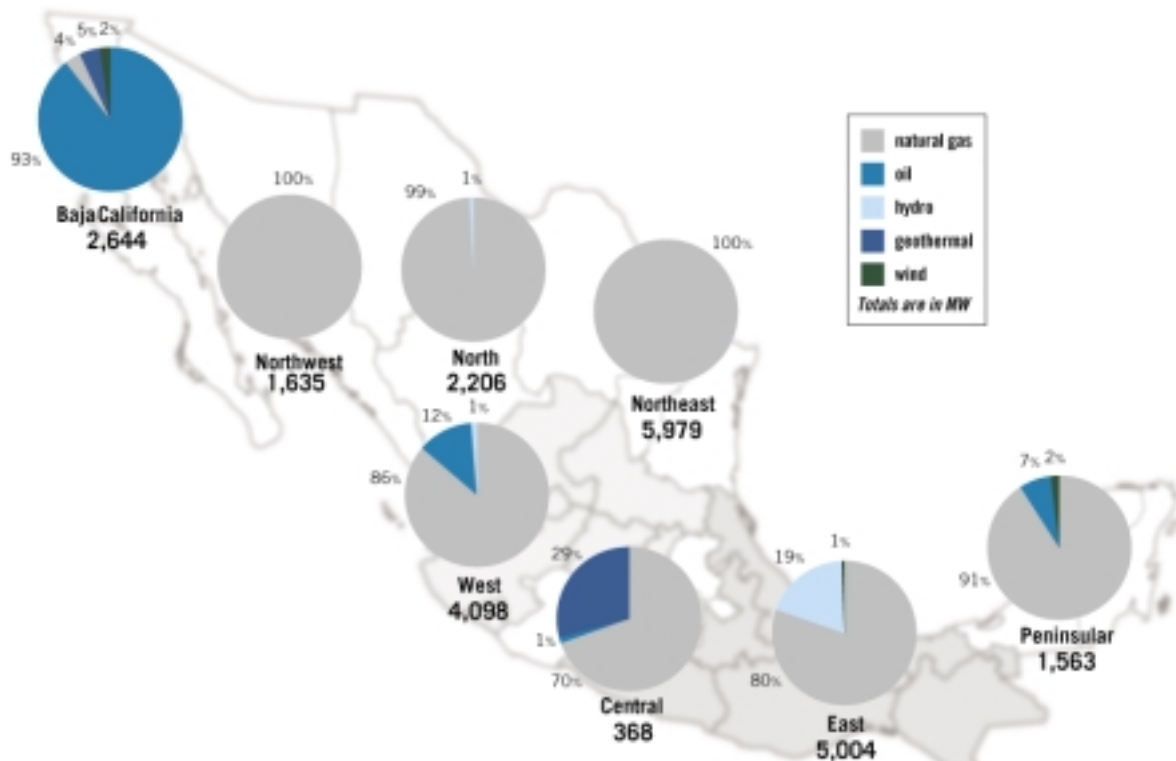 4% 5% 2%
93%
Baja California
2,644
100%
Northwest
1,635
99% 1%
North
2,206
100%
Northeast
5,979
natural gas
oil
hydro
geothermal
wind
Totals are in MW
12% 1%
86%
West
4,098
29%
1%
70%
Central
368
19% 1%
80%
East
5,004
7% 2%
91%
Peninsular
1,563